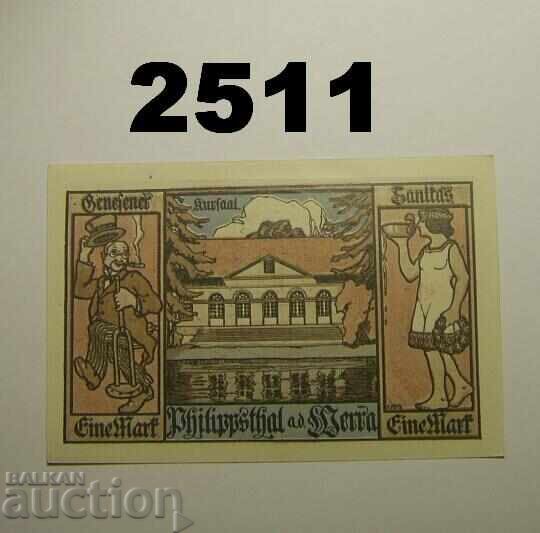 2511
Genesener
Kursaal
Sanitas
Eine Mark
Philippsthal a.d. Werra
Eine Mark
BALKAN
auction